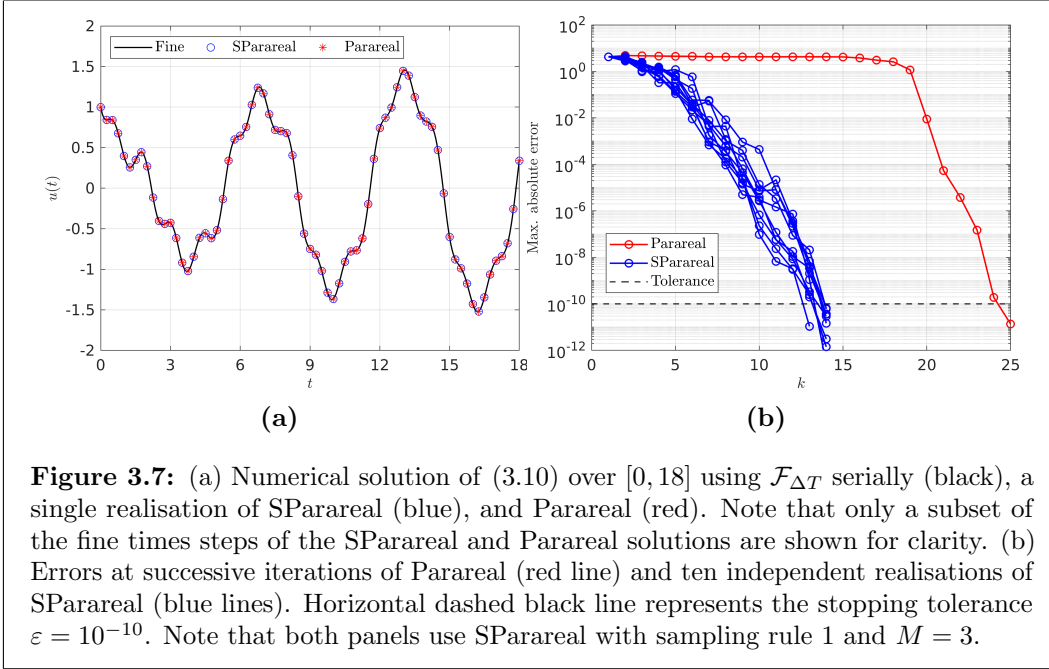 2
1.5
1
0.5
0
-0.5
-1
-1.5
-2
u(t)
Fine SParareal Parareal
0 3 6 9 12 15 18
t
(a)
10^2
10^0
10^-2
10^-4
10^-6
10^-8
10^-10
10^-12
Max. absolute error
Parareal
SParareal
Tolerance
0 5 10 15 20 25
k
(b)
Figure 3.7: (a) Numerical solution of (3.10) over [0, 18] using 𝓕_ΔT serially (black), a
single realisation of SParareal (blue), and Parareal (red). Note that only a subset of
the fine times steps of the SParareal and Parareal solutions are shown for clarity. (b)
Errors at successive iterations of Parareal (red line) and ten independent realisations of
SParareal (blue lines). Horizontal dashed black line represents the stopping tolerance
ε = 10^-10. Note that both panels use SParareal with sampling rule 1 and M = 3.